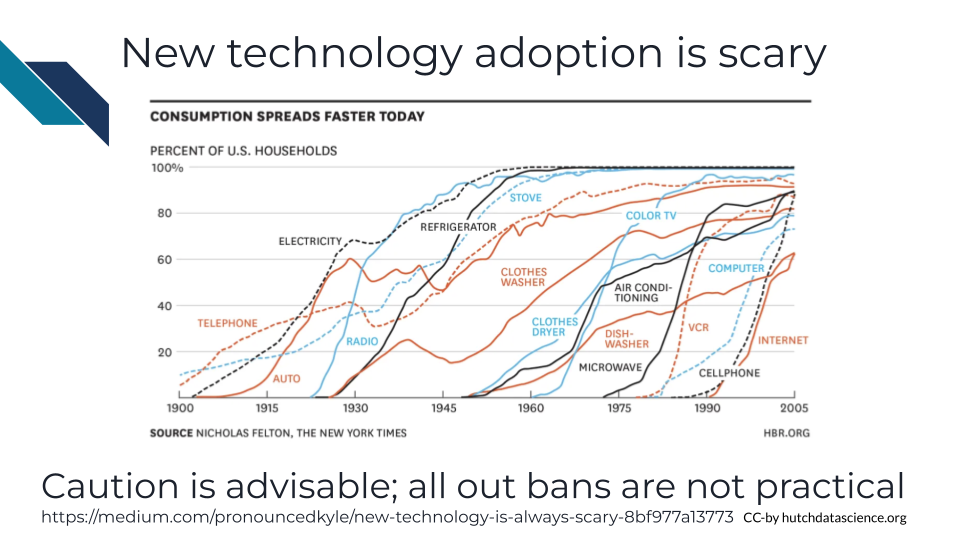 New technology adoption is scary
CONSUMPTION SPREADS FASTER TODAY
PERCENT OF U.S. HOUSEHOLDS
100%
80
60
40
20
STOVE
REFRIGERATOR
ELECTRICITY
COLOR TV
CLOTHES
WASHER
COMPUTER
AIR CONDI-
TIONING
TELEPHONE
RADIO
CLOTHES
DRYER
DISH-
WASHER
VCR
INTERNET
MICROWAVE
CELLPHONE
AUTO
1900 1915 1930 1945 1960 1975 1990 2005
SOURCE NICHOLAS FELTON, THE NEW YORK TIMES
HBR.ORG
Caution is advisable; all out bans are not practical
https://medium.com/pronouncedkyle/new-technology-is-always-scary-8bf977a13773 CC-by hutchdatascience.org